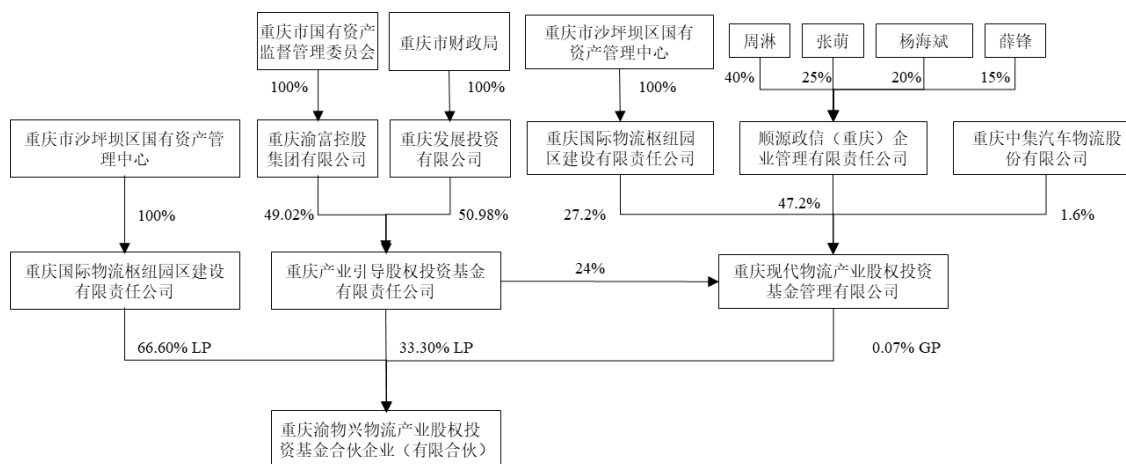 重庆市国有资产
监督管理委员会
重庆市财政局
重庆市沙坪坝区国有
资产管理中心
周淋
张萌
杨海斌
薛锋
100%
100%
100%
40%
25%
20%
15%
重庆市沙坪坝区国有资产管
理中心
重庆渝富控股
集团有限公司
重庆发展投资
有限公司
重庆国际物流枢纽园
区建设有限责任公司
顺源政信（重庆）企
业管理有限责任公司
重庆中集汽车物流股
份有限公司
100%
49.02%
50.98%
27.2%
47.2%
1.6%
重庆国际物流枢纽园区建设
有限责任公司
重庆产业引导股权投资基金
有限责任公司
24%
重庆现代物流产业股权投资
基金管理有限公司
66.60% LP
33.30% LP
0.07% GP
重庆渝物兴物流产业股权投
资基金合伙企业（有限合伙）